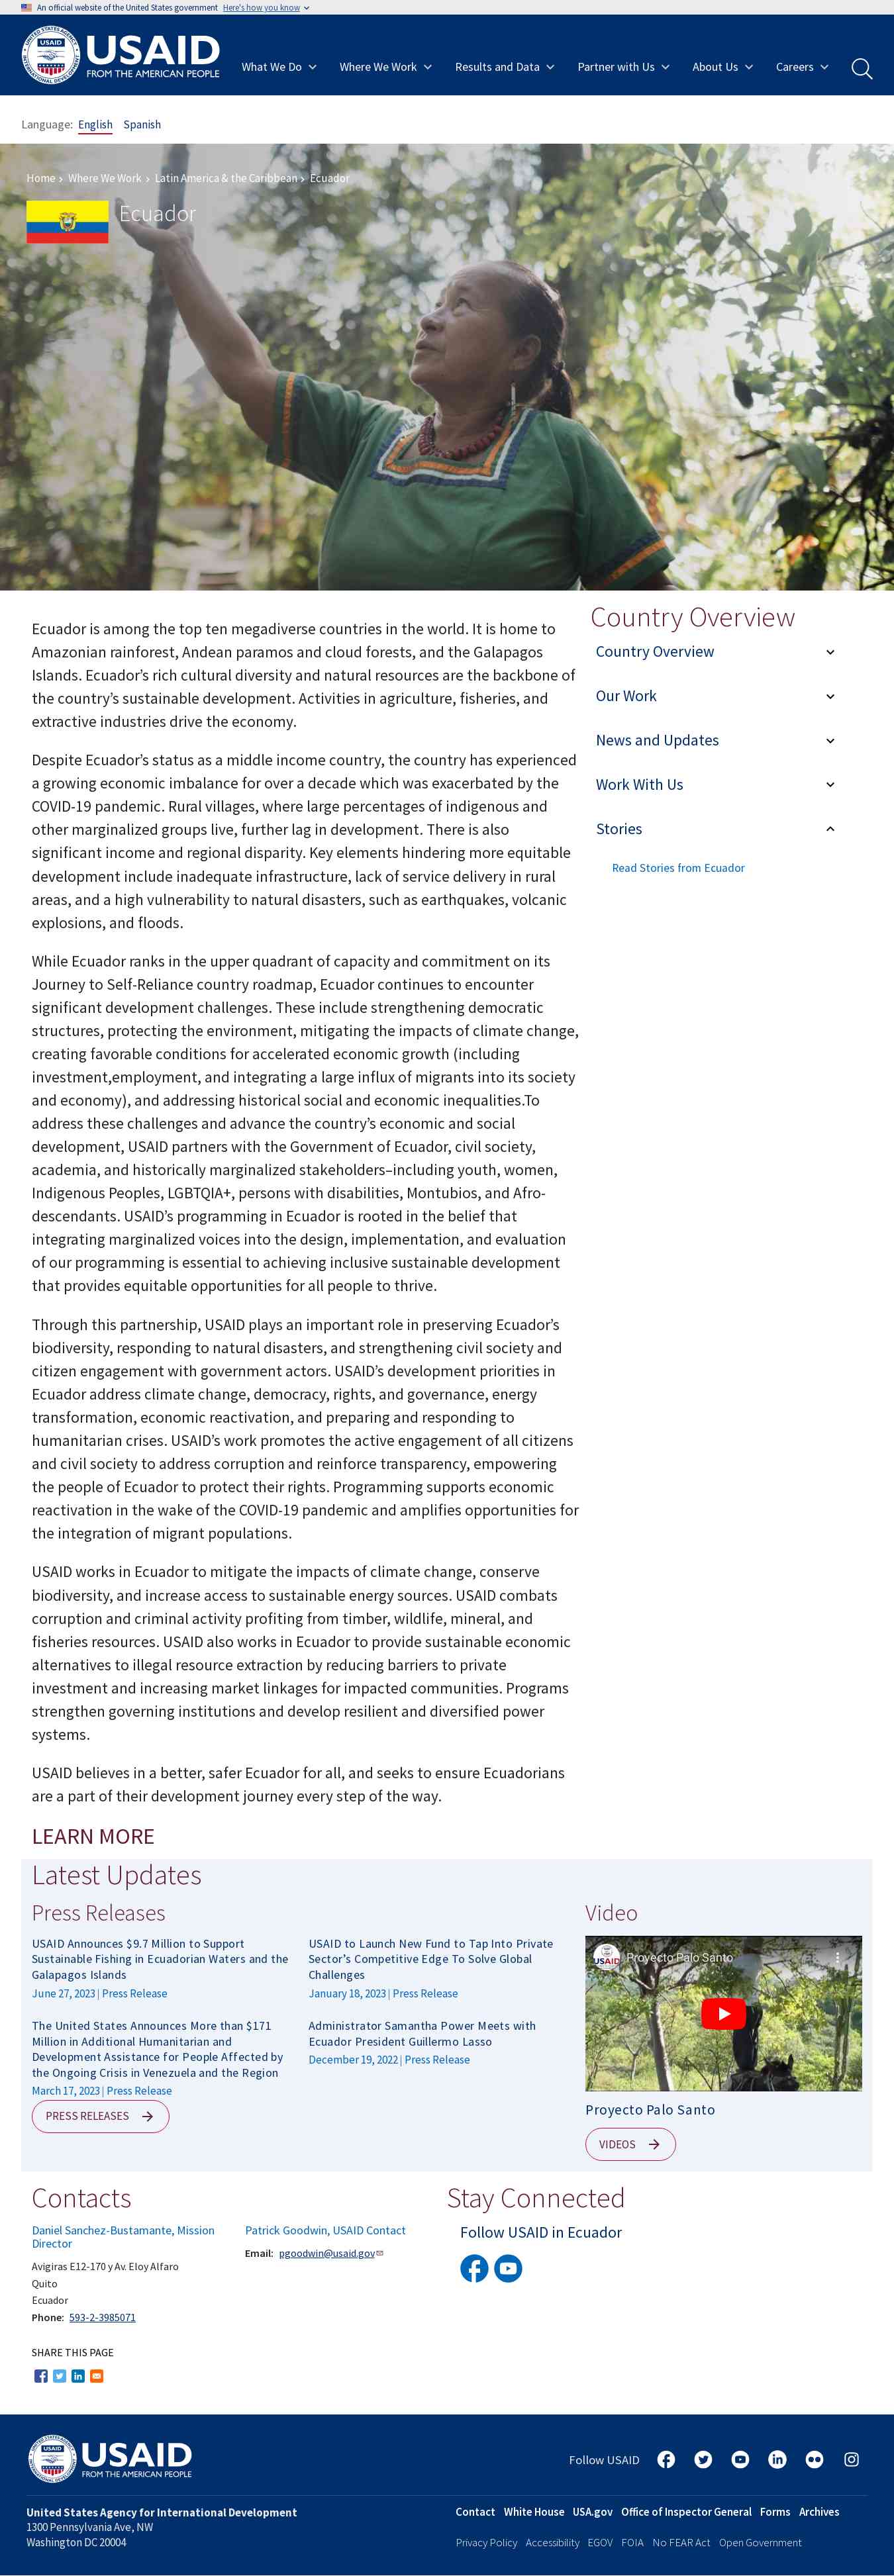 An official website of the United States government Here's how you know
USAID
FROM THE AMERICAN PEOPLE
What We Do
Where We Work
Results and Data
Partner with Us
About Us
Careers
Language: English Spanish
Home › Where We Work › Latin America & the Caribbean › Ecuador
Ecuador
Ecuador is among the top ten megadiverse countries in the world. It is home to
Amazonian rainforest, Andean paramos and cloud forests, and the Galapagos
Islands. Ecuador’s rich cultural diversity and natural resources are the backbone of
the country’s sustainable development. Activities in agriculture, fisheries, and
extractive industries drive the economy.
Despite Ecuador’s status as a middle income country, the country has experienced
a growing economic imbalance for over a decade which was exacerbated by the
COVID-19 pandemic. Rural villages, where large percentages of indigenous and
other marginalized groups live, further lag in development. There is also
significant income and regional disparity. Key elements hindering more equitable
development include inadequate infrastructure, lack of service delivery in rural
areas, and a high vulnerability to natural disasters, such as earthquakes, volcanic
explosions, and floods.
While Ecuador ranks in the upper quadrant of capacity and commitment on its
Journey to Self-Reliance country roadmap, Ecuador continues to encounter
significant development challenges. These include strengthening democratic
structures, protecting the environment, mitigating the impacts of climate change,
creating favorable conditions for accelerated economic growth (including
investment,employment, and integrating a large influx of migrants into its society
and economy), and addressing historical social and economic inequalities.To
address these challenges and advance the country’s economic and social
development, USAID partners with the Government of Ecuador, civil society,
academia, and historically marginalized stakeholders–including youth, women,
Indigenous Peoples, LGBTQIA+, persons with disabilities, Montubios, and Afro-
descendants. USAID’s programming in Ecuador is rooted in the belief that
integrating marginalized voices into the design, implementation, and evaluation
of our programming is essential to achieving inclusive sustainable development
that provides equitable opportunities for all people to thrive.
Through this partnership, USAID plays an important role in preserving Ecuador’s
biodiversity, responding to natural disasters, and strengthening civil society and
citizen engagement with government actors. USAID’s development priorities in
Ecuador address climate change, democracy, rights, and governance, energy
transformation, economic reactivation, and preparing and responding to
humanitarian crises. USAID’s work promotes the active engagement of all citizens
and civil society to address corruption and reinforce transparency, empowering
the people of Ecuador to protect their rights. Programming supports economic
reactivation in the wake of the COVID-19 pandemic and amplifies opportunities for
the integration of migrant populations.
USAID works in Ecuador to mitigate the impacts of climate change, conserve
biodiversity, and increase access to sustainable energy sources. USAID combats
corruption and criminal activity profiting from timber, wildlife, mineral, and
fisheries resources. USAID also works in Ecuador to provide sustainable economic
alternatives to illegal resource extraction by reducing barriers to private
investment and increasing market linkages for impacted communities. Programs
strengthen governing institutions and develop resilient and diversified power
systems.
USAID believes in a better, safer Ecuador for all, and seeks to ensure Ecuadorians
are a part of their development journey every step of the way.
LEARN MORE
Country Overview
Country Overview
Our Work
News and Updates
Work With Us
Stories
Read Stories from Ecuador
Latest Updates
Press Releases
USAID Announces $9.7 Million to Support
Sustainable Fishing in Ecuadorian Waters and the
Galapagos Islands
June 27, 2023 | Press Release
USAID to Launch New Fund to Tap Into Private
Sector’s Competitive Edge To Solve Global
Challenges
January 18, 2023 | Press Release
The United States Announces More than $171
Million in Additional Humanitarian and
Development Assistance for People Affected by
the Ongoing Crisis in Venezuela and the Region
March 17, 2023 | Press Release
Administrator Samantha Power Meets with
Ecuador President Guillermo Lasso
December 19, 2022 | Press Release
PRESS RELEASES
Video
USAID
Proyecto Palo Santo
Proyecto Palo Santo
VIDEOS
Contacts
Daniel Sanchez-Bustamante, Mission
Director
Avigiras E12-170 y Av. Eloy Alfaro
Quito
Ecuador
Phone: 593-2-3985071
Patrick Goodwin, USAID Contact
Email: pgoodwin@usaid.gov
Stay Connected
Follow USAID in Ecuador
SHARE THIS PAGE
USAID
FROM THE AMERICAN PEOPLE
Follow USAID
United States Agency for International Development
1300 Pennsylvania Ave, NW
Washington DC 20004
Contact White House USA.gov Office of Inspector General Forms Archives
Privacy Policy Accessibility EGOV FOIA No FEAR Act Open Government